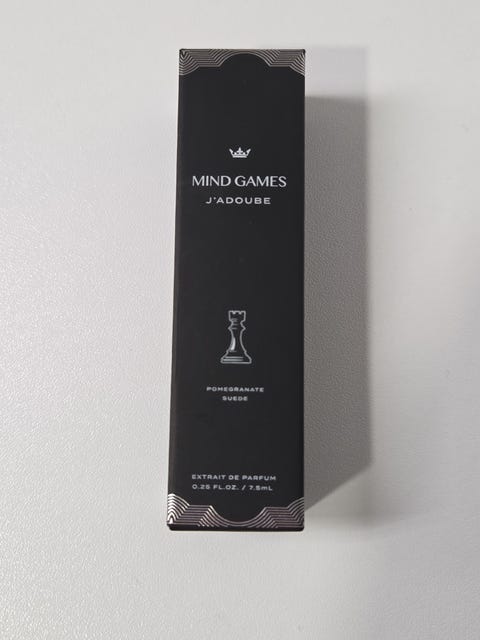 MIND GAMES
J'ADOUBE
POMEGRANATE
SUEDE
EXTRAIT DE PARFUM
0.25 FL.OZ. / 7.5mL